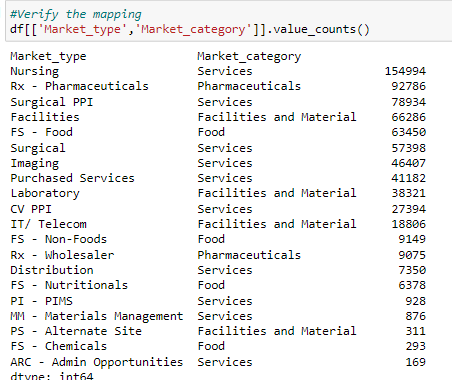 #Verify the mapping
df[['Market_type','Market_category']].value_counts()
Market_type Market_category
Nursing Services 154994
Rx - Pharmaceuticals Pharmaceuticals 92786
Surgical PPI Services 78934
Facilities Facilities and Material 66286
FS - Food Food 63450
Surgical Services 57398
Imaging Services 46407
Purchased Services Services 41182
Laboratory Facilities and Material 38321
CV PPI Services 27394
IT/ Telecom Facilities and Material 18806
FS - Non-Foods Food 9149
Rx - Wholesaler Pharmaceuticals 9075
Distribution Services 7350
FS - Nutritionals Food 6378
PI - PIMS Services 928
MM - Materials Management Services 876
PS - Alternate Site Facilities and Material 311
FS - Chemicals Food 293
ARC - Admin Opportunities Services 169
dtype: int64